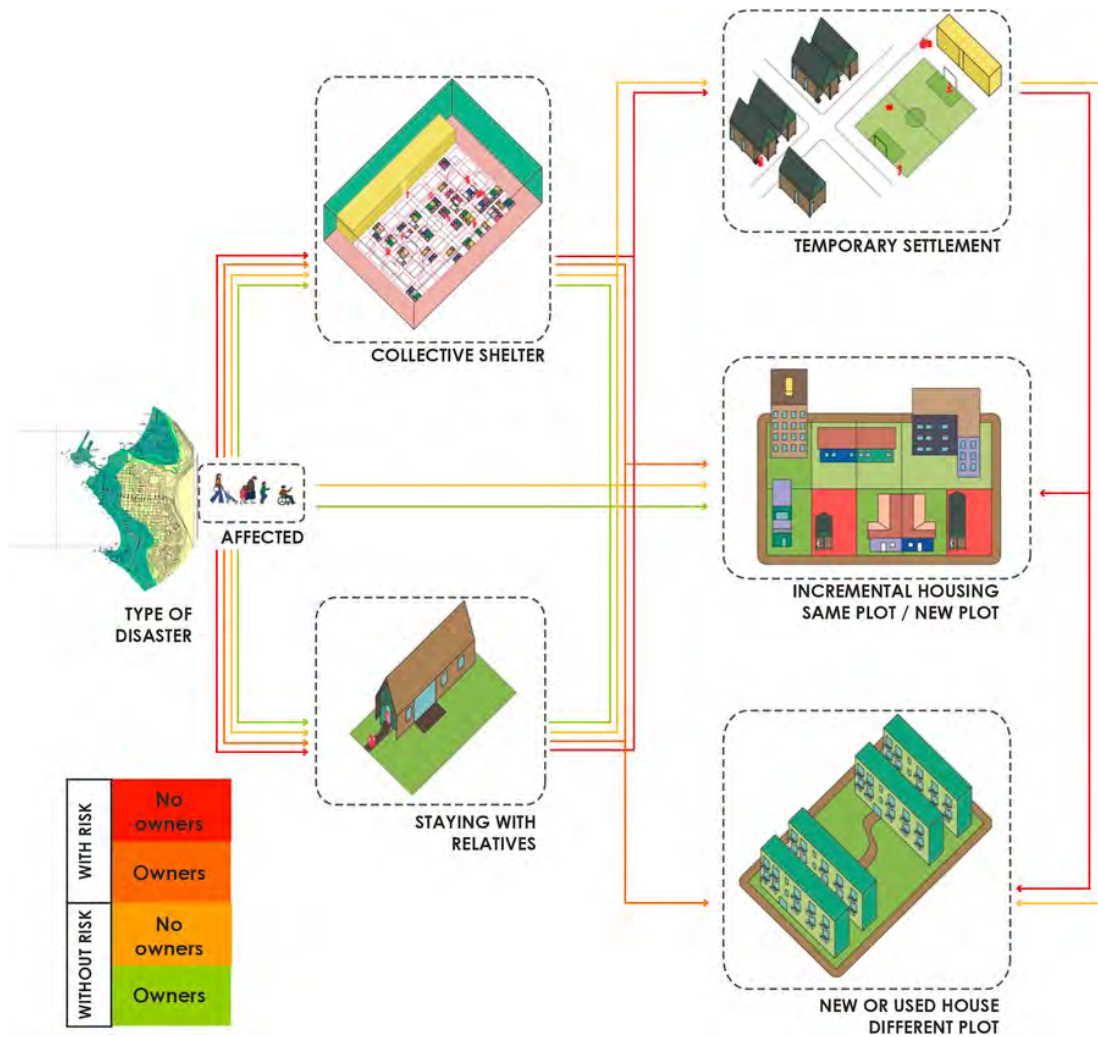 TEMPORARY SETTLEMENT
COLLECTIVE SHELTER
AFFECTED
TYPE OF
DISASTER
INCREMENTAL HOUSING
SAME PLOT / NEW PLOT
STAYING WITH
RELATIVES
NEW OR USED HOUSE
DIFFERENT PLOT
WITH RISK
No
owners
Owners
WITHOUT RISK
No
owners
Owners